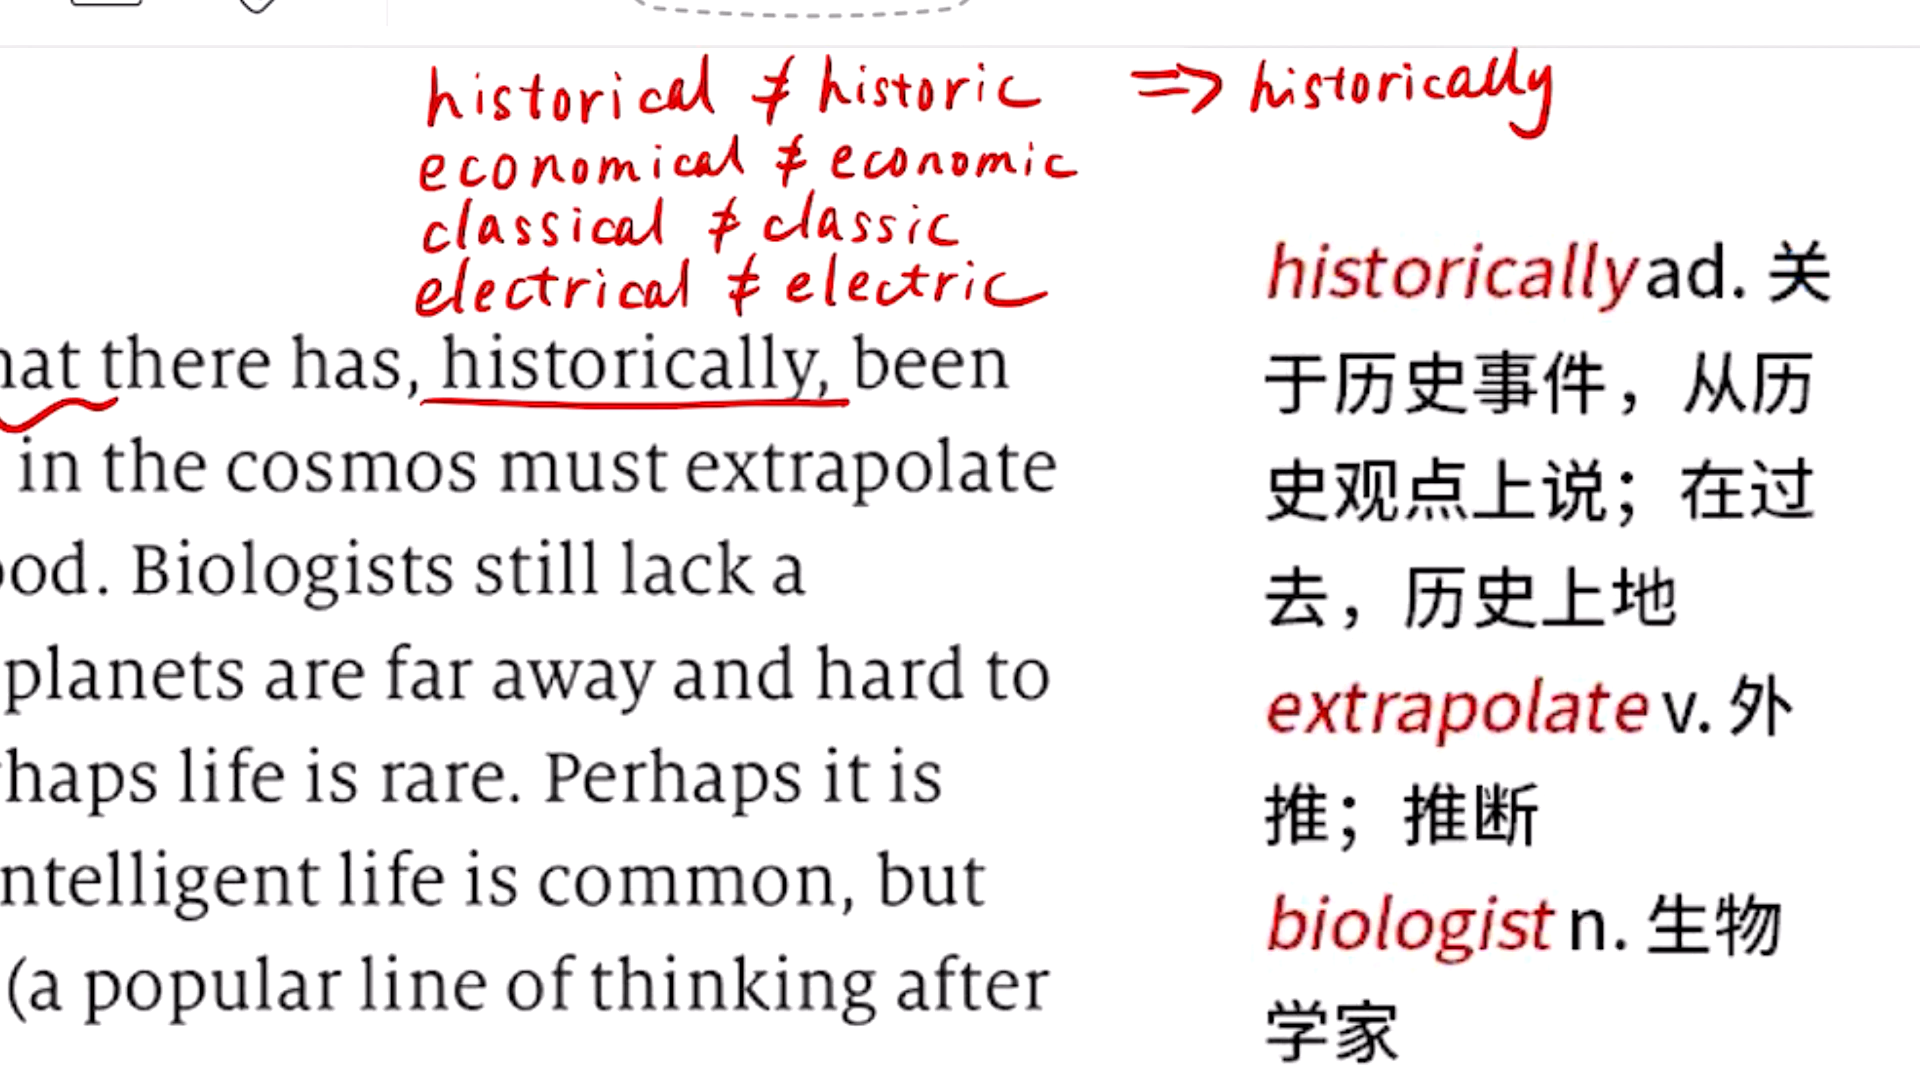 historical ≠ historic => historically
economical ≠ economic
classical ≠ classic
electrical ≠ electric
hat there has, historically, been
in the cosmos must extrapolate
ood. Biologists still lack a
planets are far away and hard to
haps life is rare. Perhaps it is
ntelligent life is common, but
(a popular line of thinking after
historically ad. 关
于历史事件，从历
史观点上说；在过
去，历史上地
extrapolate v. 外
推；推断
biologist n. 生物
学家